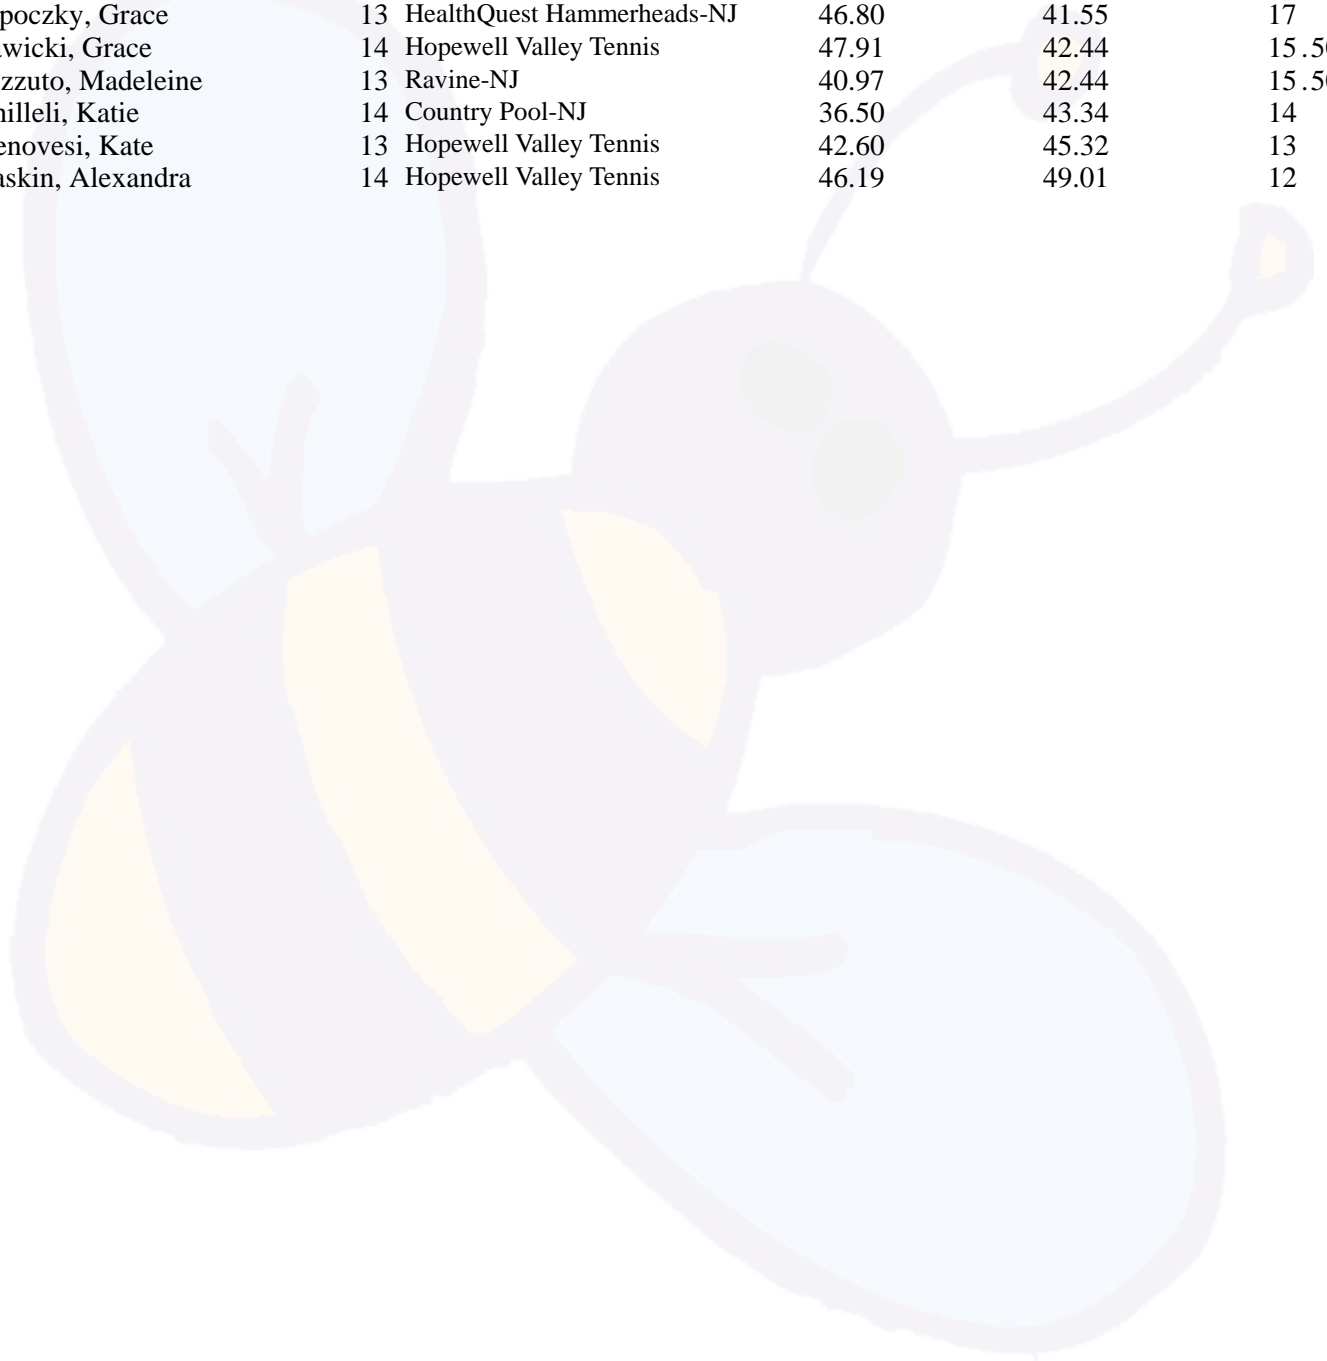 poczky, Grace 13 HealthQuest Hammerheads-NJ 46.80 41.55 17
wicki, Grace 14 Hopewell Valley Tennis 47.91 42.44 15.50
zzuto, Madeleine 13 Ravine-NJ 40.97 42.44 15.50
hilleli, Katie 14 Country Pool-NJ 36.50 43.34 14
enovesi, Kate 13 Hopewell Valley Tennis 42.60 45.32 13
askin, Alexandra 14 Hopewell Valley Tennis 46.19 49.01 12